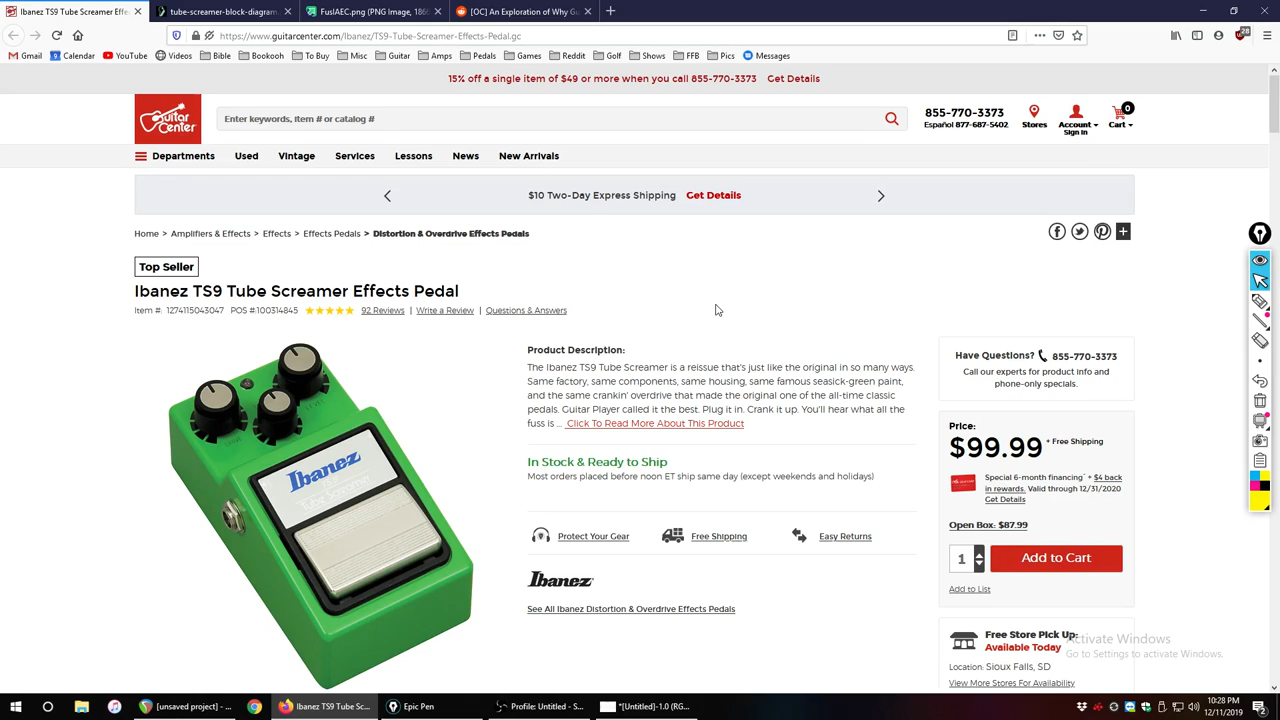 Ibanez TS9 Tube Screamer Effec
tube-screamer-block-diagram.
FuslAEC.png (PNG Image, 186
[OC] An Exploration of Why Gu
https://www.guitarcenter.com/Ibanez/TS9-Tube-Screamer-Effects-Pedal.gc
28
Gmail Calendar YouTube Videos Bible Bookooh To Buy Misc Guitar Amps Pedals Games Reddit Golf Shows FFB Pics Messages
15% off a single item of $49 or more when you call 855-770-3373 Get Details
Guitar Center
Enter keywords, item # or catalog #
855-770-3373
Español 877-687-5402
Stores
Account
Sign in
0
Cart
Departments Used Vintage Services Lessons News New Arrivals
$10 Two-Day Express Shipping Get Details
Home > Amplifiers & Effects > Effects > Effects Pedals > Distortion & Overdrive Effects Pedals
Top Seller
Ibanez TS9 Tube Screamer Effects Pedal
Item #: 1274115043047 POS #:100314845 92 Reviews | Write a Review | Questions & Answers
Product Description:
The Ibanez TS9 Tube Screamer is a reissue that's just like the original in so many ways.
Same factory, same components, same housing, same famous seasick-green paint,
and the same crankin' overdrive that made the original one of the all-time classic
pedals. Guitar Player called it the best. Plug it in. Crank it up. You'll hear what all the
fuss is ... Click To Read More About This Product
In Stock & Ready to Ship
Most orders placed before noon ET ship same day (except weekends and holidays)
Protect Your Gear Free Shipping Easy Returns
Ibanez
See All Ibanez Distortion & Overdrive Effects Pedals
Have Questions? 855-770-3373
Call our experts for product info and
phone-only specials.
Price:
$99.99 + Free Shipping
Special 6-month financing^ + $4 back
in rewards. Valid through 12/31/2020
Get Details
Open Box: $87.99
1
Add to Cart
Add to List
Free Store Pick Up:
Available Today
Location: Sioux Falls, SD
View More Stores For Availability
Activate Windows
Go to Settings to activate Windows.
Ibanez
LEVEL
DRIVE
[unsaved project] - ...
Ibanez TS9 Tube Sc...
Epic Pen
Profile: Untitled - S...
*[Untitled]-1.0 (RG...
10:28 PM
12/11/2019